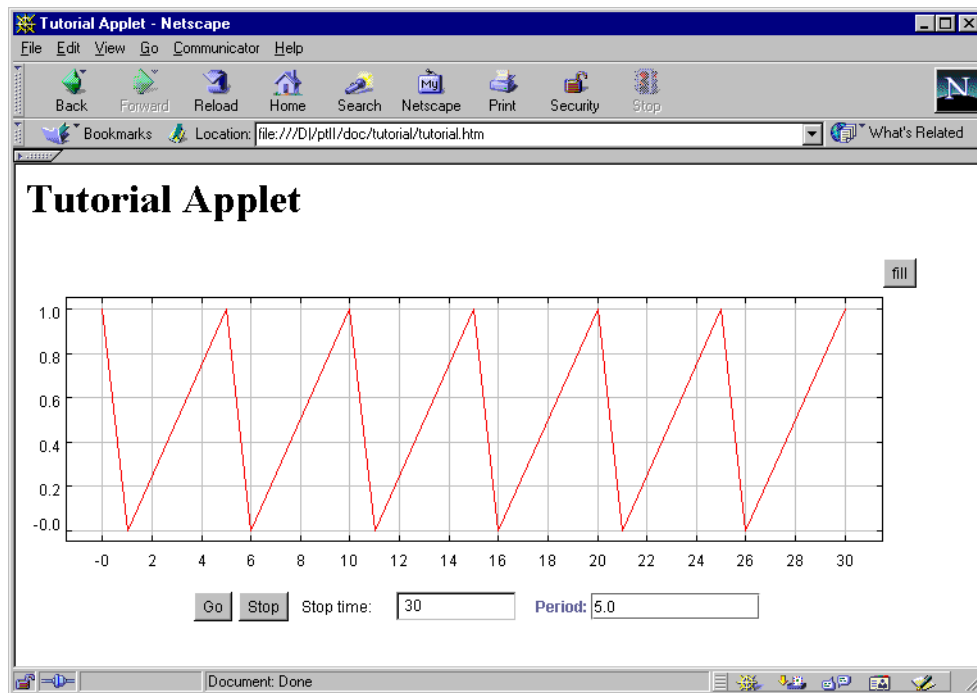 Tutorial Applet - Netscape
File Edit View Go Communicator Help
Back Forward Reload Home Search Netscape Print Security Stop
My
N
Bookmarks Location: file:///D|/ptII/doc/tutorial/tutorial.htm What's Related
Tutorial Applet
fill
1.0
0.8
0.6
0.4
0.2
-0.0
-0 2 4 6 8 10 12 14 16 18 20 22 24 26 28 30
Go Stop Stop time: 30 Period: 5.0
Document: Done